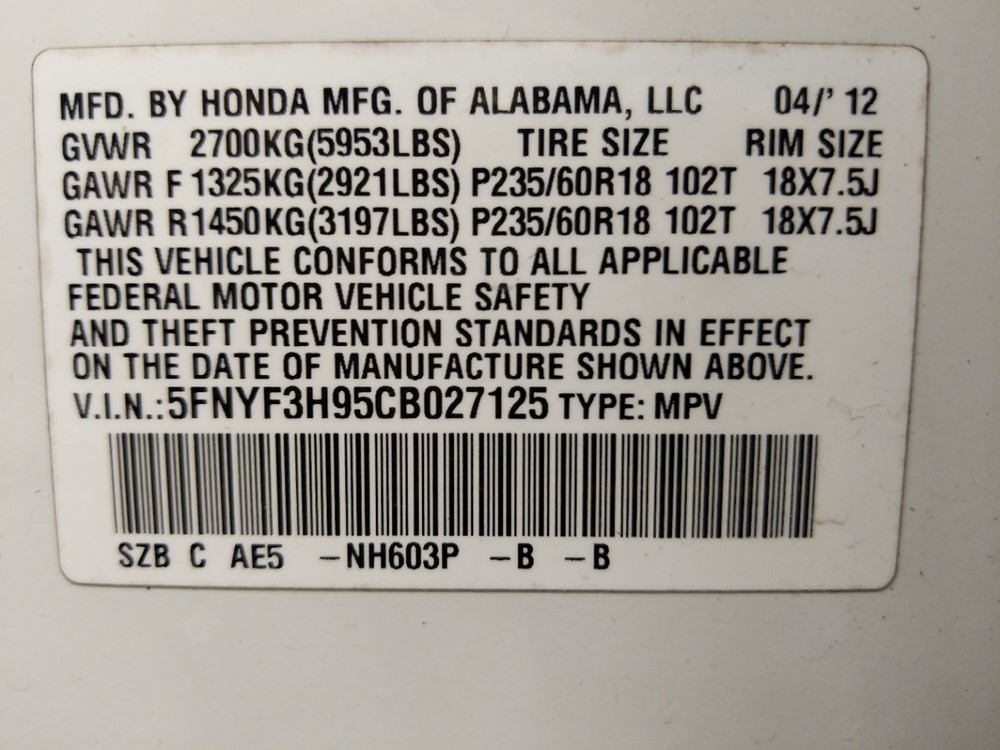 MFD. BY HONDA MFG. OF ALABAMA, LLC 04/' 12
GVWR 2700KG(5953LBS) TIRE SIZE RIM SIZE
GAWR F 1325KG(2921LBS) P235/60R18 102T 18X7.5J
GAWR R1450KG(3197LBS) P235/60R18 102T 18X7.5J
THIS VEHICLE CONFORMS TO ALL APPLICABLE
FEDERAL MOTOR VEHICLE SAFETY
AND THEFT PREVENTION STANDARDS IN EFFECT
ON THE DATE OF MANUFACTURE SHOWN ABOVE.
V.I.N.:5FNYF3H95CB027125 TYPE: MPV
SZB C AE5 –NH603P –B –B